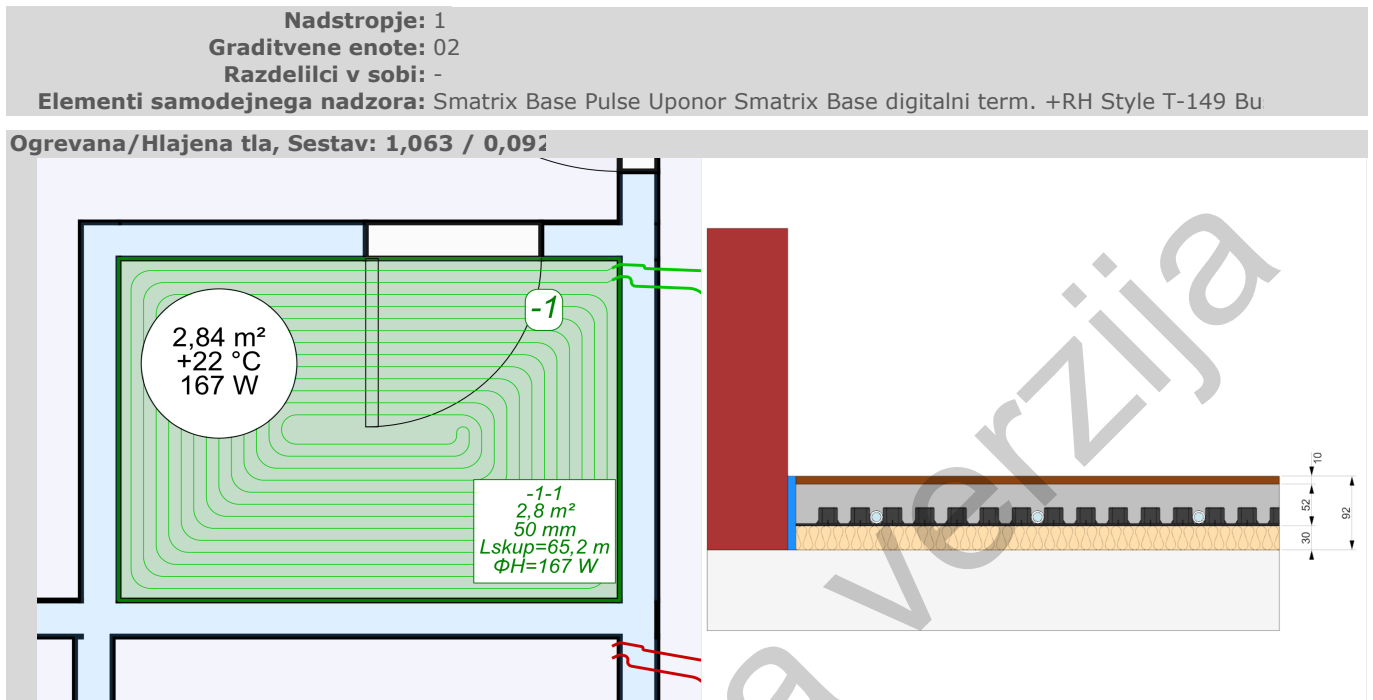 Nadstropje: 1
Graditvene enote: 02
Razdelilci v sobi: -
Elementi samodejnega nadzora: Smatrix Base Pulse Uponor Smatrix Base digitalni term. +RH Style T-149 Bu
Ogrevana/Hlajena tla, Sestav: 1,063 / 0,092
2,84 m²
+22 °C
167 W
-1
-1-1
2,8 m²
50 mm
Lskup=65,2 m
ΦH=167 W
10
52
92
30
verzija
a